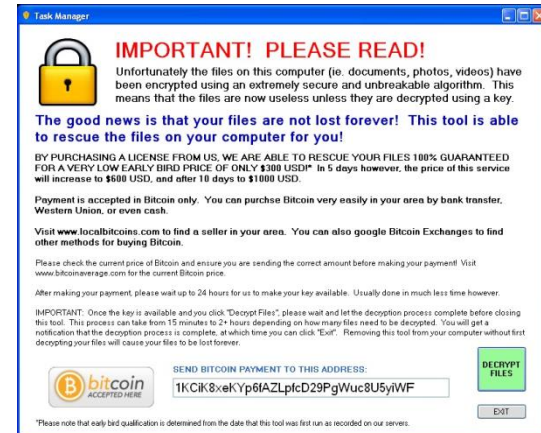 Task Manager
IMPORTANT! PLEASE READ!
Unfortunately the files on this computer (ie. documents, photos, videos) have
been encrypted using an extremely secure and unbreakable algorithm. This
means that the files are now useless unless they are decrypted using a key.
The good news is that your files are not lost forever! This tool is able
to rescue the files on your computer for you!
BY PURCHASING A LICENSE FROM US, WE ARE ABLE TO RESCUE YOUR FILES 100% GUARANTEED
FOR A VERY LOW EARLY BIRD PRICE OF ONLY $300 USD!* In 5 days however, the price of this service
will increase to $600 USD, and after 10 days to $1000 USD.
Payment is accepted in Bitcoin only. You can purchse Bitcoin very easily in your area by bank transfer,
Western Union, or even cash.
Visit www.localbitcoins.com to find a seller in your area. You can also google Bitcoin Exchanges to find
other methods for buying Bitcoin.
Please check the current price of Bitcoin and ensure you are sending the correct amount before making your payment! Visit
www.bitcoinaverage.com for the current Bitcoin price.
After making your payment, please wait up to 24 hours for us to make your key available. Usually done in much less time however.
IMPORTANT: Once the key is available and you click "Decrypt Files", please wait and let the decryption process complete before closing
this tool. This process can take from 15 minutes to 2+ hours depending on how many files need to be decrypted. You will get a
notification that the decryption process is complete, at which time you can click "Exit". Removing this tool from your computer without first
decrypting your files will cause your files to be lost forever.
bitcoin
ACCEPTED HERE
SEND BITCOIN PAYMENT TO THIS ADDRESS:
1KCiK8xeKYp6fAZLpfcD29PgWuc8U5yiWF
DECRYPT
FILES
EXIT
*Please note that early bird qualification is determined from the date that this tool was first run as recorded on our servers.